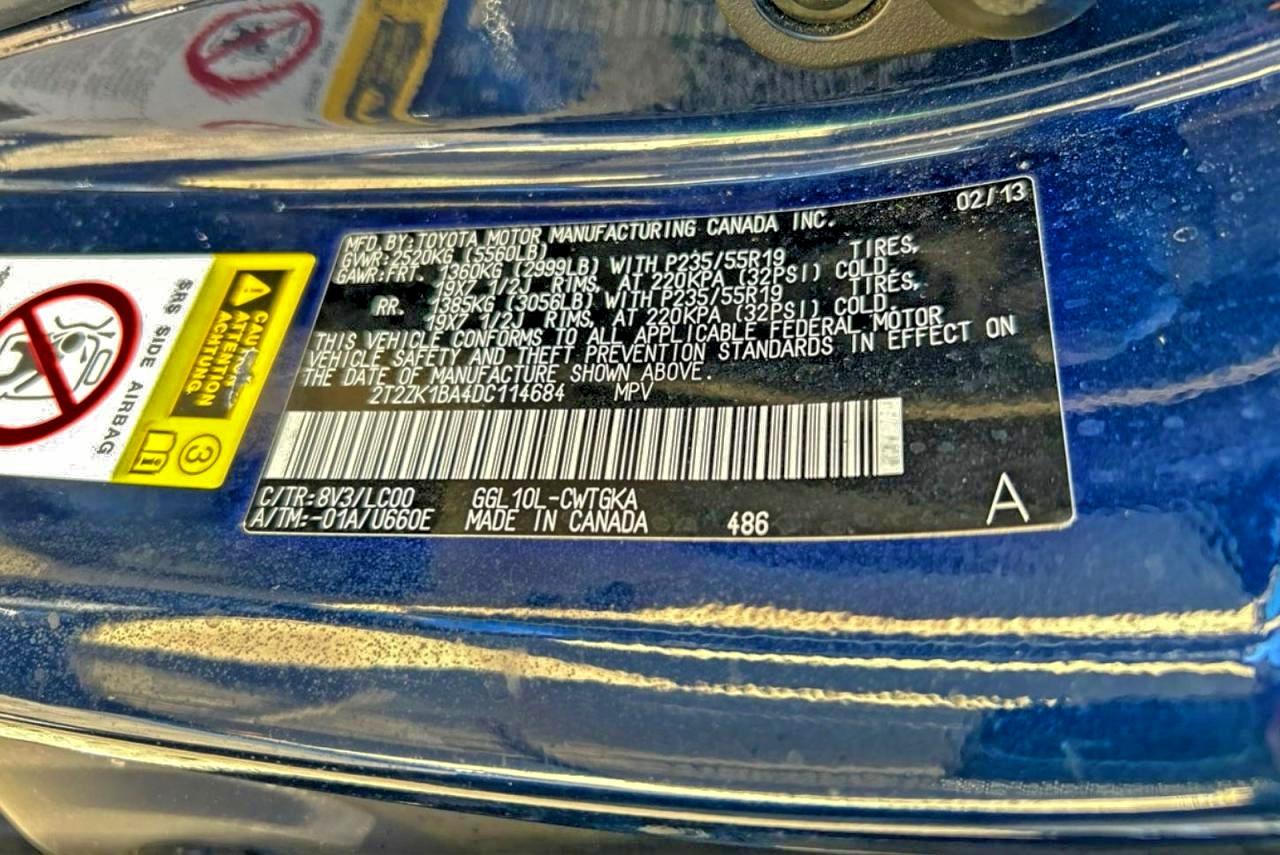 02/13
MFD. BY: TOYOTA MOTOR MANUFACTURING CANADA INC.
GVWR: 2520KG (5560LB)
GAWR: FRT. 1360KG (2999LB) WITH P235/55R19 TIRES,
19X7 1/2J RIMS, AT 220KPA (32PSI) COLD.
RR. 1385KG (3056LB) WITH P235/55R19 TIRES,
19X7 1/2J RIMS, AT 220KPA (32PSI) COLD.
THIS VEHICLE CONFORMS TO ALL APPLICABLE FEDERAL MOTOR
VEHICLE SAFETY AND THEFT PREVENTION STANDARDS IN EFFECT ON
THE DATE OF MANUFACTURE SHOWN ABOVE.
2T2ZK1BA4DC114684 MPV
C/TR: 8V3/LC00 GGL10L-CWTGKA
A/TM: -01A/U660E MADE IN CANADA 486
A
SRS SIDE AIRBAG
CAUTION
ATTENTION
ACHTUNG
3